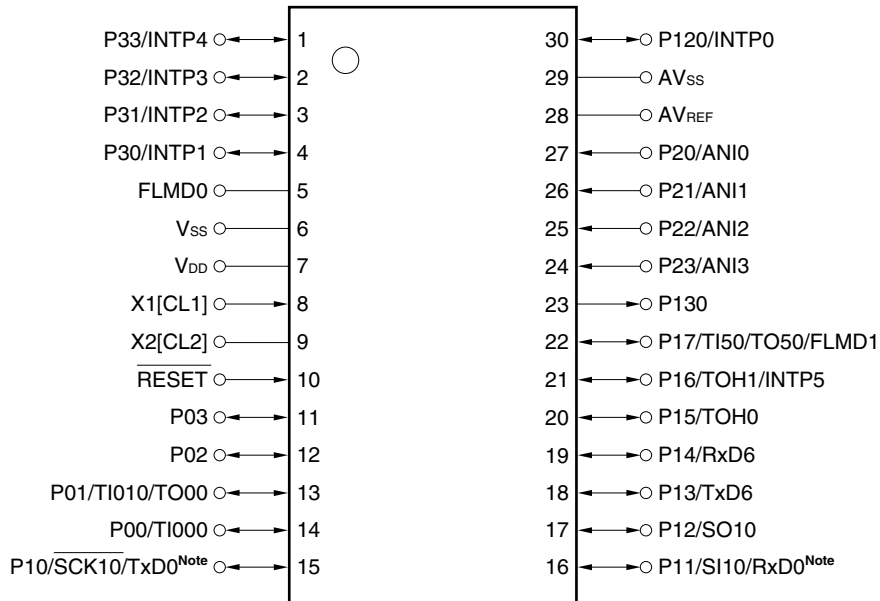 P33/INTP4 1 30 P120/INTP0
P32/INTP3 2 29 AVSS
P31/INTP2 3 28 AVREF
P30/INTP1 4 27 P20/ANI0
FLMD0 5 26 P21/ANI1
VSS 6 25 P22/ANI2
VDD 7 24 P23/ANI3
X1[CL1] 8 23 P130
X2[CL2] 9 22 P17/TI50/TO50/FLMD1
RESET 10 21 P16/TOH1/INTP5
P03 11 20 P15/TOH0
P02 12 19 P14/RxD6
P01/TI010/TO00 13 18 P13/TxD6
P00/TI000 14 17 P12/SO10
P10/SCK10/TxD0Note 15 16 P11/SI10/RxD0Note